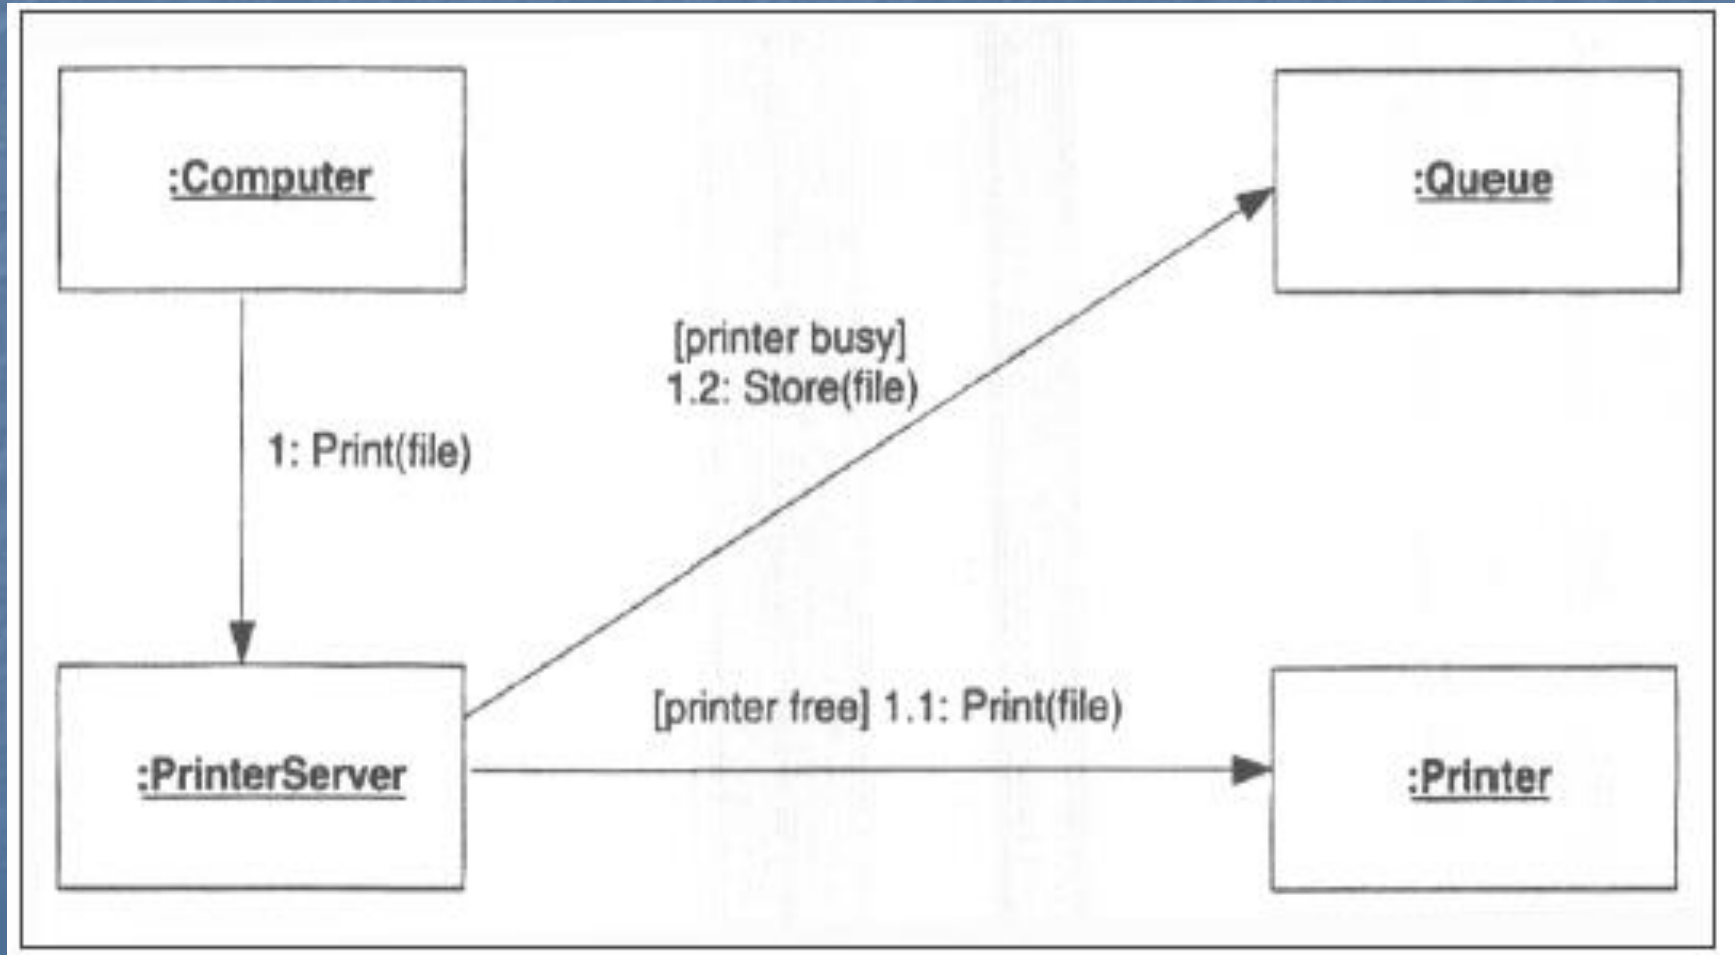 :Computer
:Queue
[printer busy]
1.2: Store(file)
1: Print(file)
[printer free] 1.1: Print(file)
:PrinterServer
:Printer